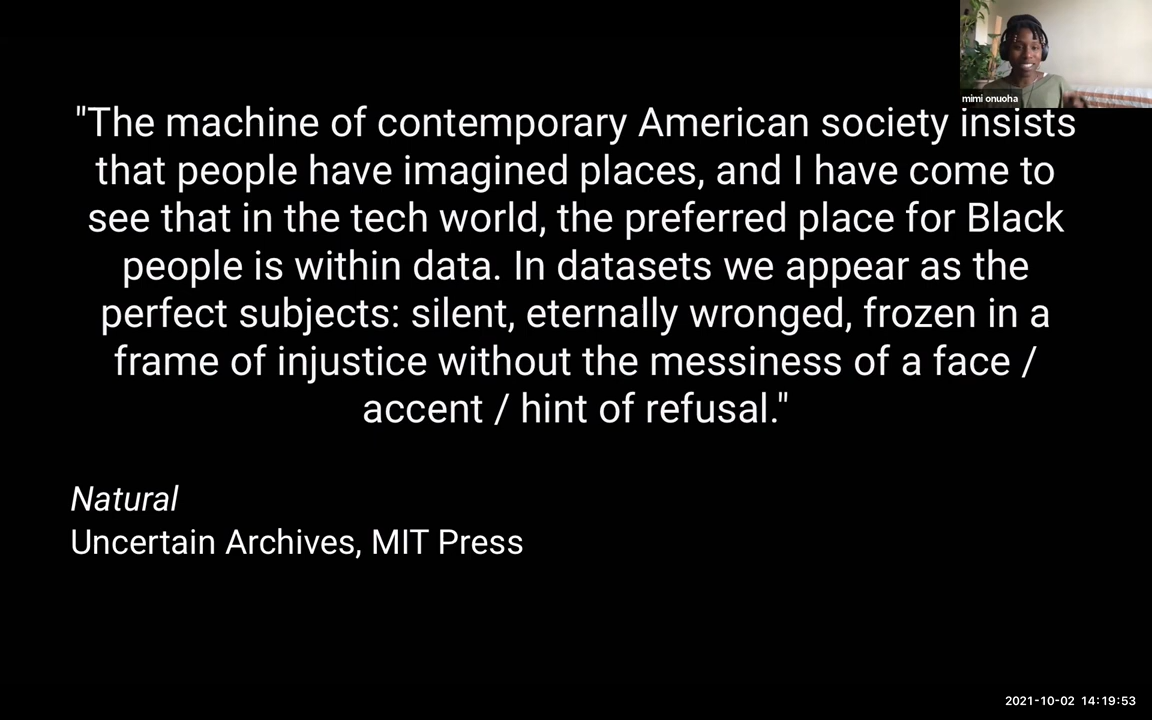 mimi onuoha
"The machine of contemporary American society insists
that people have imagined places, and I have come to
see that in the tech world, the preferred place for Black
people is within data. In datasets we appear as the
perfect subjects: silent, eternally wronged, frozen in a
frame of injustice without the messiness of a face /
accent / hint of refusal."
Natural
Uncertain Archives, MIT Press
2021-10-02 14:19:53